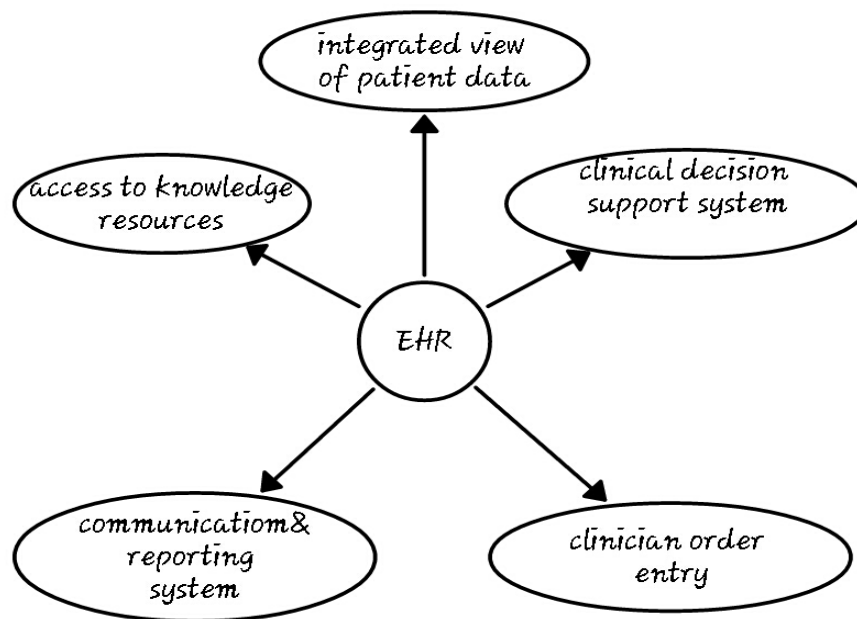 integrated view
of patient data
access to knowledge
resources
clinical decision
support system
EHR
communicatiom&
reporting
system
clinician order
entry